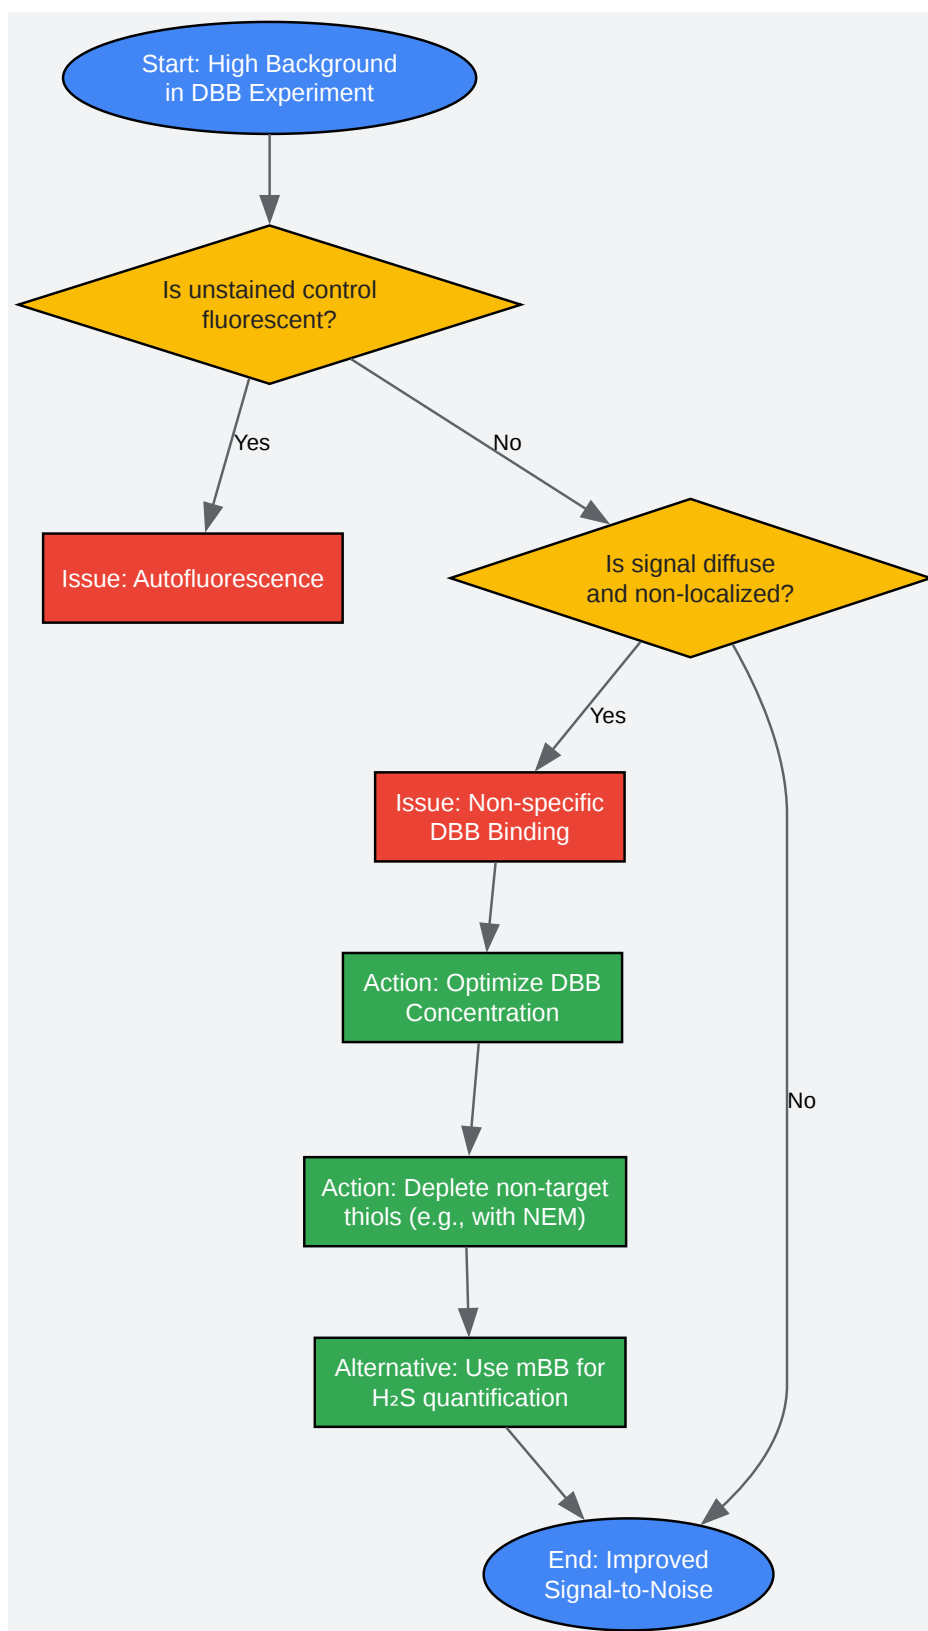 Start: High Background
in DBB Experiment
Is unstained control
fluorescent?
Yes
No
Issue: Autofluorescence
Is signal diffuse
and non-localized?
Yes
Issue: Non-specific
DBB Binding
Action: Optimize DBB
Concentration
No
Action: Deplete non-target
thiols (e.g., with NEM)
Alternative: Use mBB for
H₂S quantification
End: Improved
Signal-to-Noise